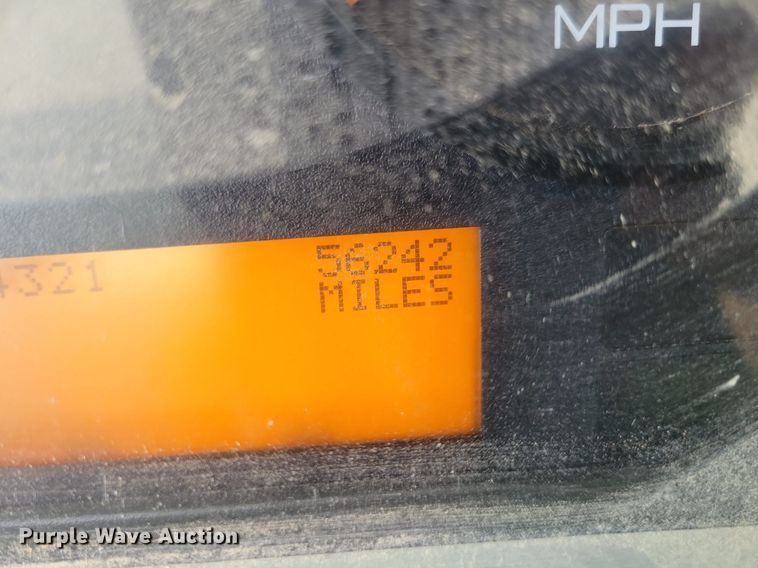 MPH
4321 56242
MILES
Purple Wave Auction